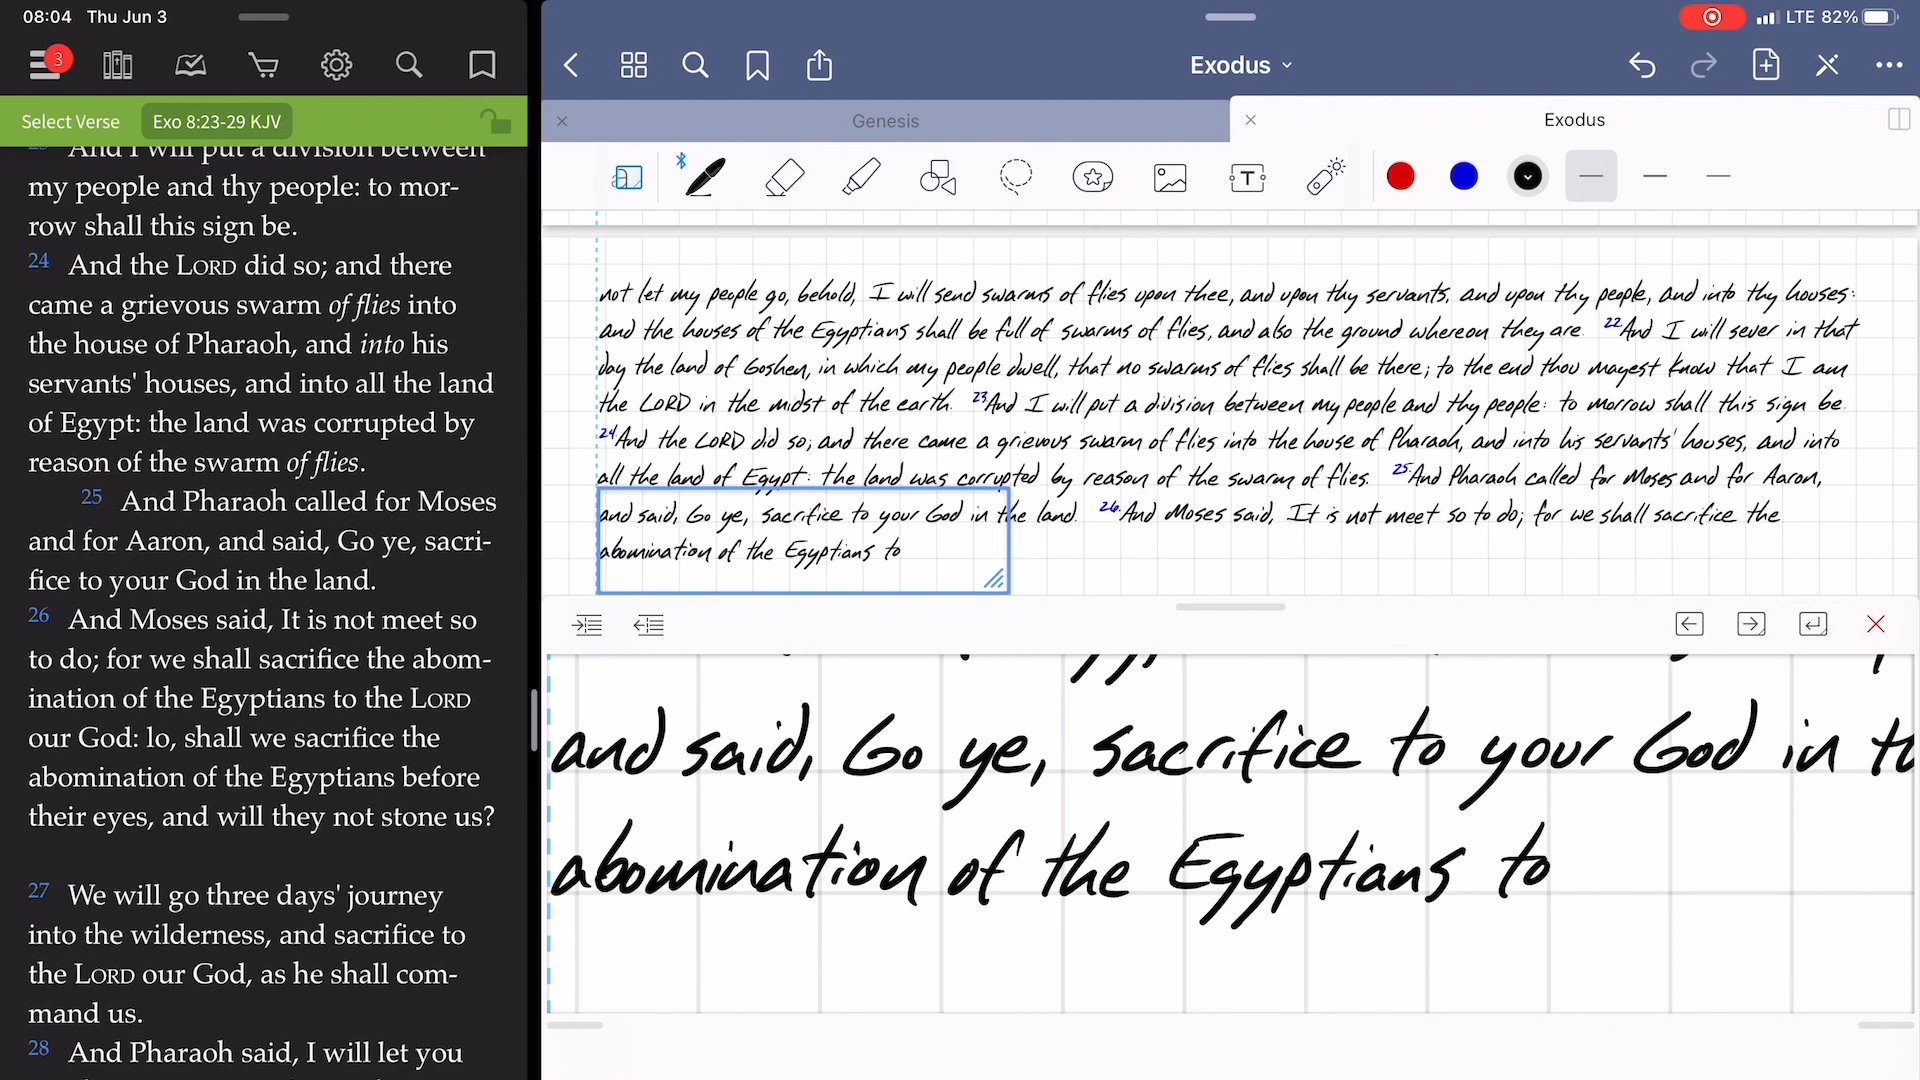 08:04 Thu Jun 3
LTE 82%
3
Exodus
Select Verse Exo 8:23-29 KJV
Genesis
Exodus
T
23 And I will put a division between
my people and thy people: to mor-
row shall this sign be.
24 And the LORD did so; and there
came a grievous swarm of flies into
the house of Pharaoh, and into his
servants' houses, and into all the land
of Egypt: the land was corrupted by
reason of the swarm of flies.
25 And Pharaoh called for Moses
and for Aaron, and said, Go ye, sacri-
fice to your God in the land.
26 And Moses said, It is not meet so
to do; for we shall sacrifice the abom-
ination of the Egyptians to the LORD
our God: lo, shall we sacrifice the
abomination of the Egyptians before
their eyes, and will they not stone us?
27 We will go three days' journey
into the wilderness, and sacrifice to
the LORD our God, as he shall com-
mand us.
28 And Pharaoh said, I will let you
not let my people go, behold, I will send swarms of flies upon thee, and upon thy servants, and upon thy people, and into thy houses:
and the houses of the Egyptians shall be full of swarms of flies, and also the ground whereon they are. 22 And I will sever in that
day the land of Goshen, in which my people dwell, that no swarms of flies shall be there; to the end thou mayest know that I am
the LORD in the midst of the earth. 23 And I will put a division between my people and thy people: to morrow shall this sign be.
24 And the LORD did so; and there came a grievous swarm of flies into the house of Pharaoh, and into his servants' houses, and into
all the land of Egypt: the land was corrupted by reason of the swarm of flies. 25 And Pharaoh called for Moses and for Aaron,
and said, Go ye, sacrifice to your God in the land. 26 And Moses said, It is not meet so to do; for we shall sacrifice the
abomination of the Egyptians to
and said, Go ye, sacrifice to your God in th
abomination of the Egyptians to